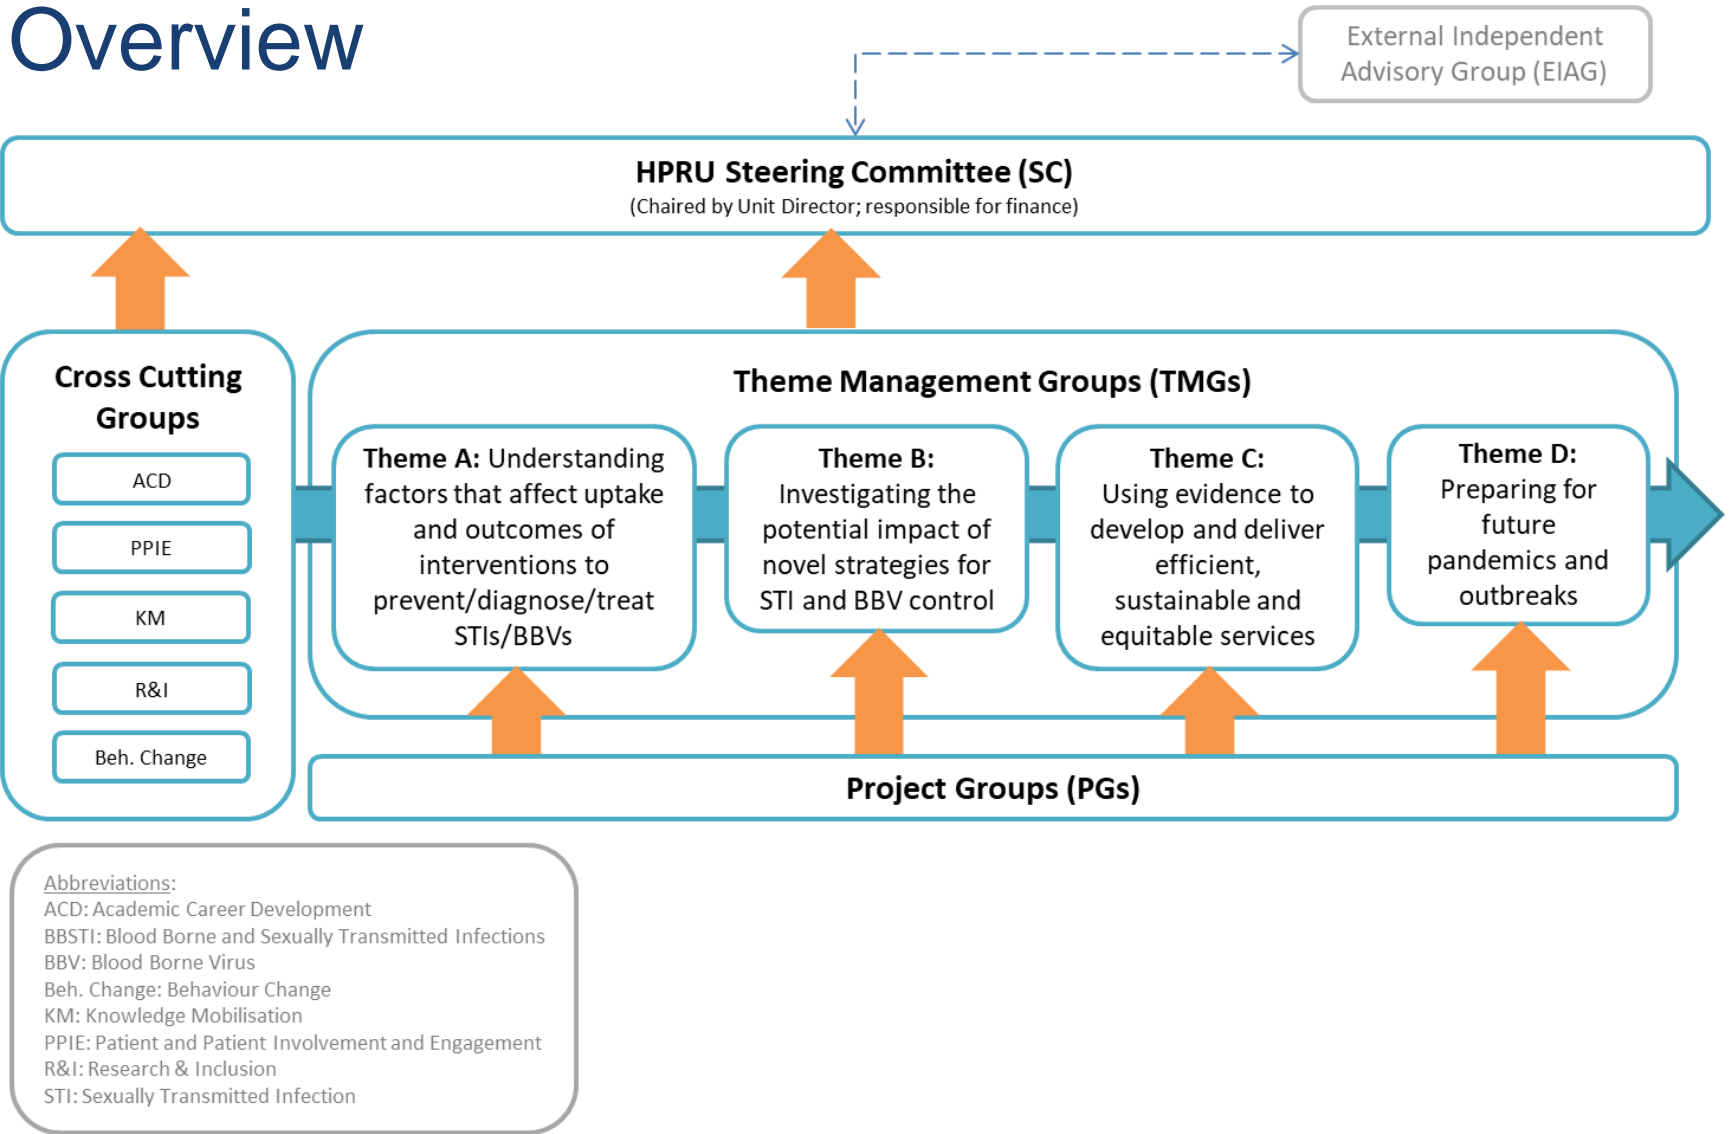 Overview
External Independent
Advisory Group (EIAG)
HPRU Steering Committee (SC)
(Chaired by Unit Director; responsible for finance)
Cross Cutting
Groups
ACD
PPIE
KM
R&I
Beh. Change
Theme Management Groups (TMGs)
Theme A: Understanding
factors that affect uptake
and outcomes of
interventions to
prevent/diagnose/treat
STIs/BBVs
Theme B:
Investigating the
potential impact of
novel strategies for
STI and BBV control
Theme C:
Using evidence to
develop and deliver
efficient,
sustainable and
equitable services
Theme D:
Preparing for
future
pandemics and
outbreaks
Project Groups (PGs)
Abbreviations:
ACD: Academic Career Development
BBSTI: Blood Borne and Sexually Transmitted Infections
BBV: Blood Borne Virus
Beh. Change: Behaviour Change
KM: Knowledge Mobilisation
PPIE: Patient and Patient Involvement and Engagement
R&I: Research & Inclusion
STI: Sexually Transmitted Infection